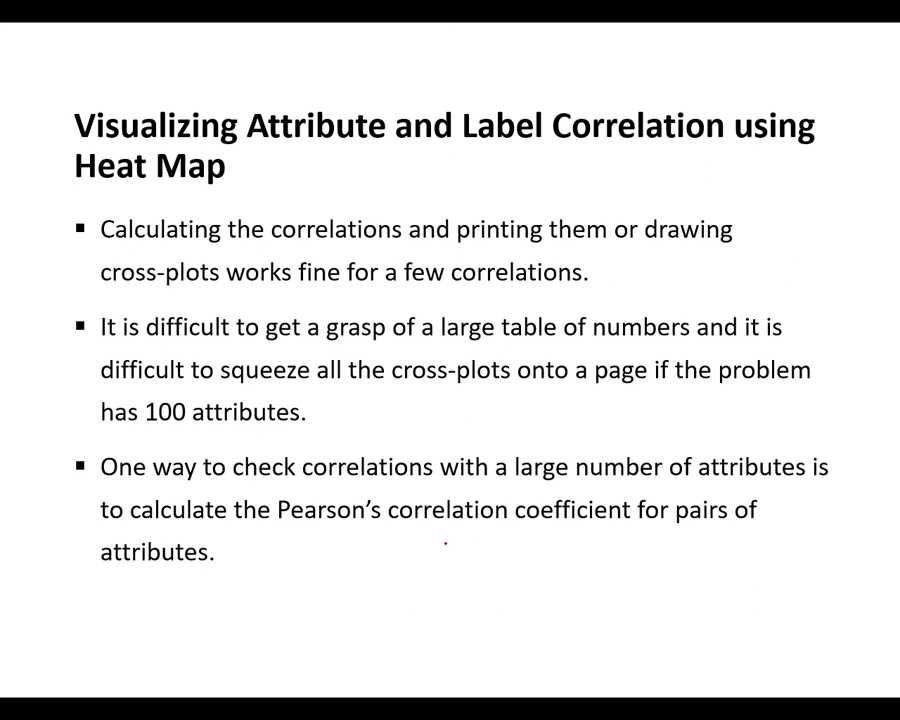 Visualizing Attribute and Label Correlation using
Heat Map
▪ Calculating the correlations and printing them or drawing
cross-plots works fine for a few correlations.
▪ It is difficult to get a grasp of a large table of numbers and it is
difficult to squeeze all the cross-plots onto a page if the problem
has 100 attributes.
▪ One way to check correlations with a large number of attributes is
to calculate the Pearson’s correlation coefficient for pairs of
attributes.